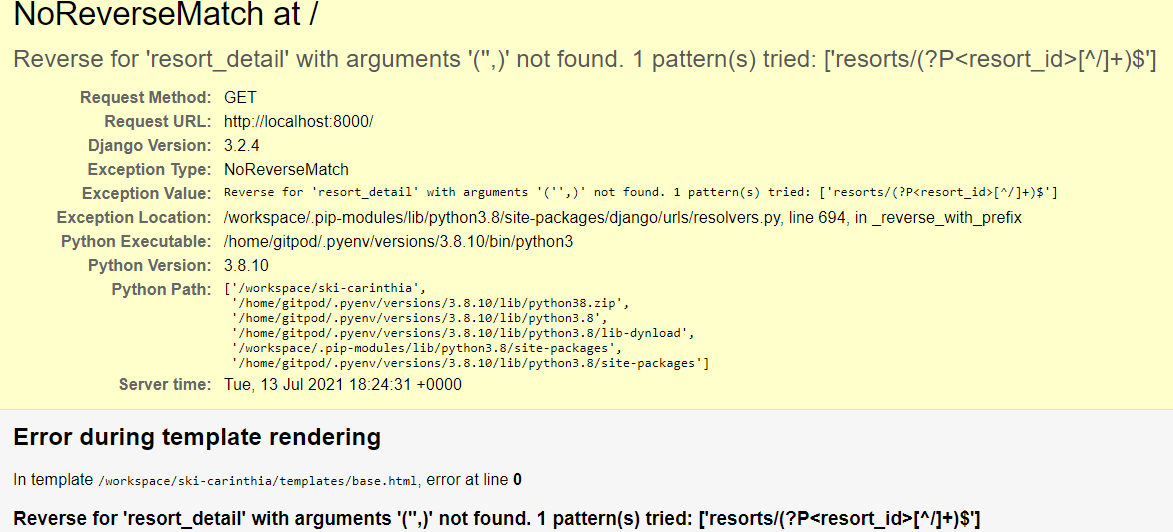 NoReverseMatch at /
Reverse for 'resort_detail' with arguments '('',)' not found. 1 pattern(s) tried: ['resorts/(?P<resort_id>[^/]+)$']
Request Method: GET
Request URL: http://localhost:8000/
Django Version: 3.2.4
Exception Type: NoReverseMatch
Exception Value: Reverse for 'resort_detail' with arguments '('',)' not found. 1 pattern(s) tried: ['resorts/(?P<resort_id>[^/]+)$']
Exception Location: /workspace/.pip-modules/lib/python3.8/site-packages/django/urls/resolvers.py, line 694, in _reverse_with_prefix
Python Executable: /home/gitpod/.pyenv/versions/3.8.10/bin/python3
Python Version: 3.8.10
Python Path: ['/workspace/ski-carinthia',
'/home/gitpod/.pyenv/versions/3.8.10/lib/python38.zip',
'/home/gitpod/.pyenv/versions/3.8.10/lib/python3.8',
'/home/gitpod/.pyenv/versions/3.8.10/lib/python3.8/lib-dynload',
'/workspace/.pip-modules/lib/python3.8/site-packages',
'/home/gitpod/.pyenv/versions/3.8.10/lib/python3.8/site-packages']
Server time: Tue, 13 Jul 2021 18:24:31 +0000
Error during template rendering
In template /workspace/ski-carinthia/templates/base.html, error at line 0
Reverse for 'resort_detail' with arguments '('',)' not found. 1 pattern(s) tried: ['resorts/(?P<resort_id>[^/]+)$']